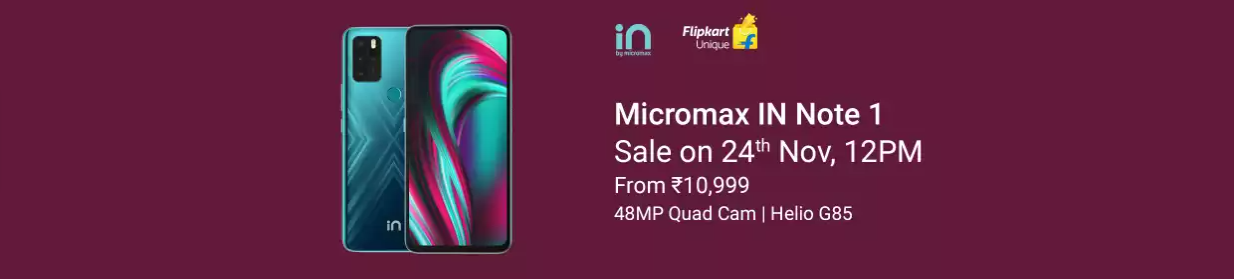 in
by micromax
Flipkart
Unique
Micromax IN Note 1
Sale on 24th Nov, 12PM
From ₹10,999
48MP Quad Cam | Helio G85
in